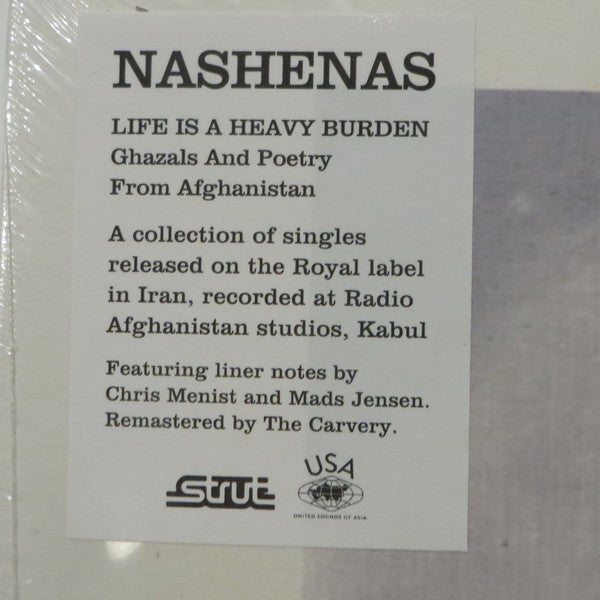 NASHENAS
LIFE IS A HEAVY BURDEN
Ghazals And Poetry
From Afghanistan
A collection of singles
released on the Royal label
in Iran, recorded at Radio
Afghanistan studios, Kabul
Featuring liner notes by
Chris Menist and Mads Jensen.
Remastered by The Carvery.
Strut
USA
UNITED SOUNDS OF ASIA